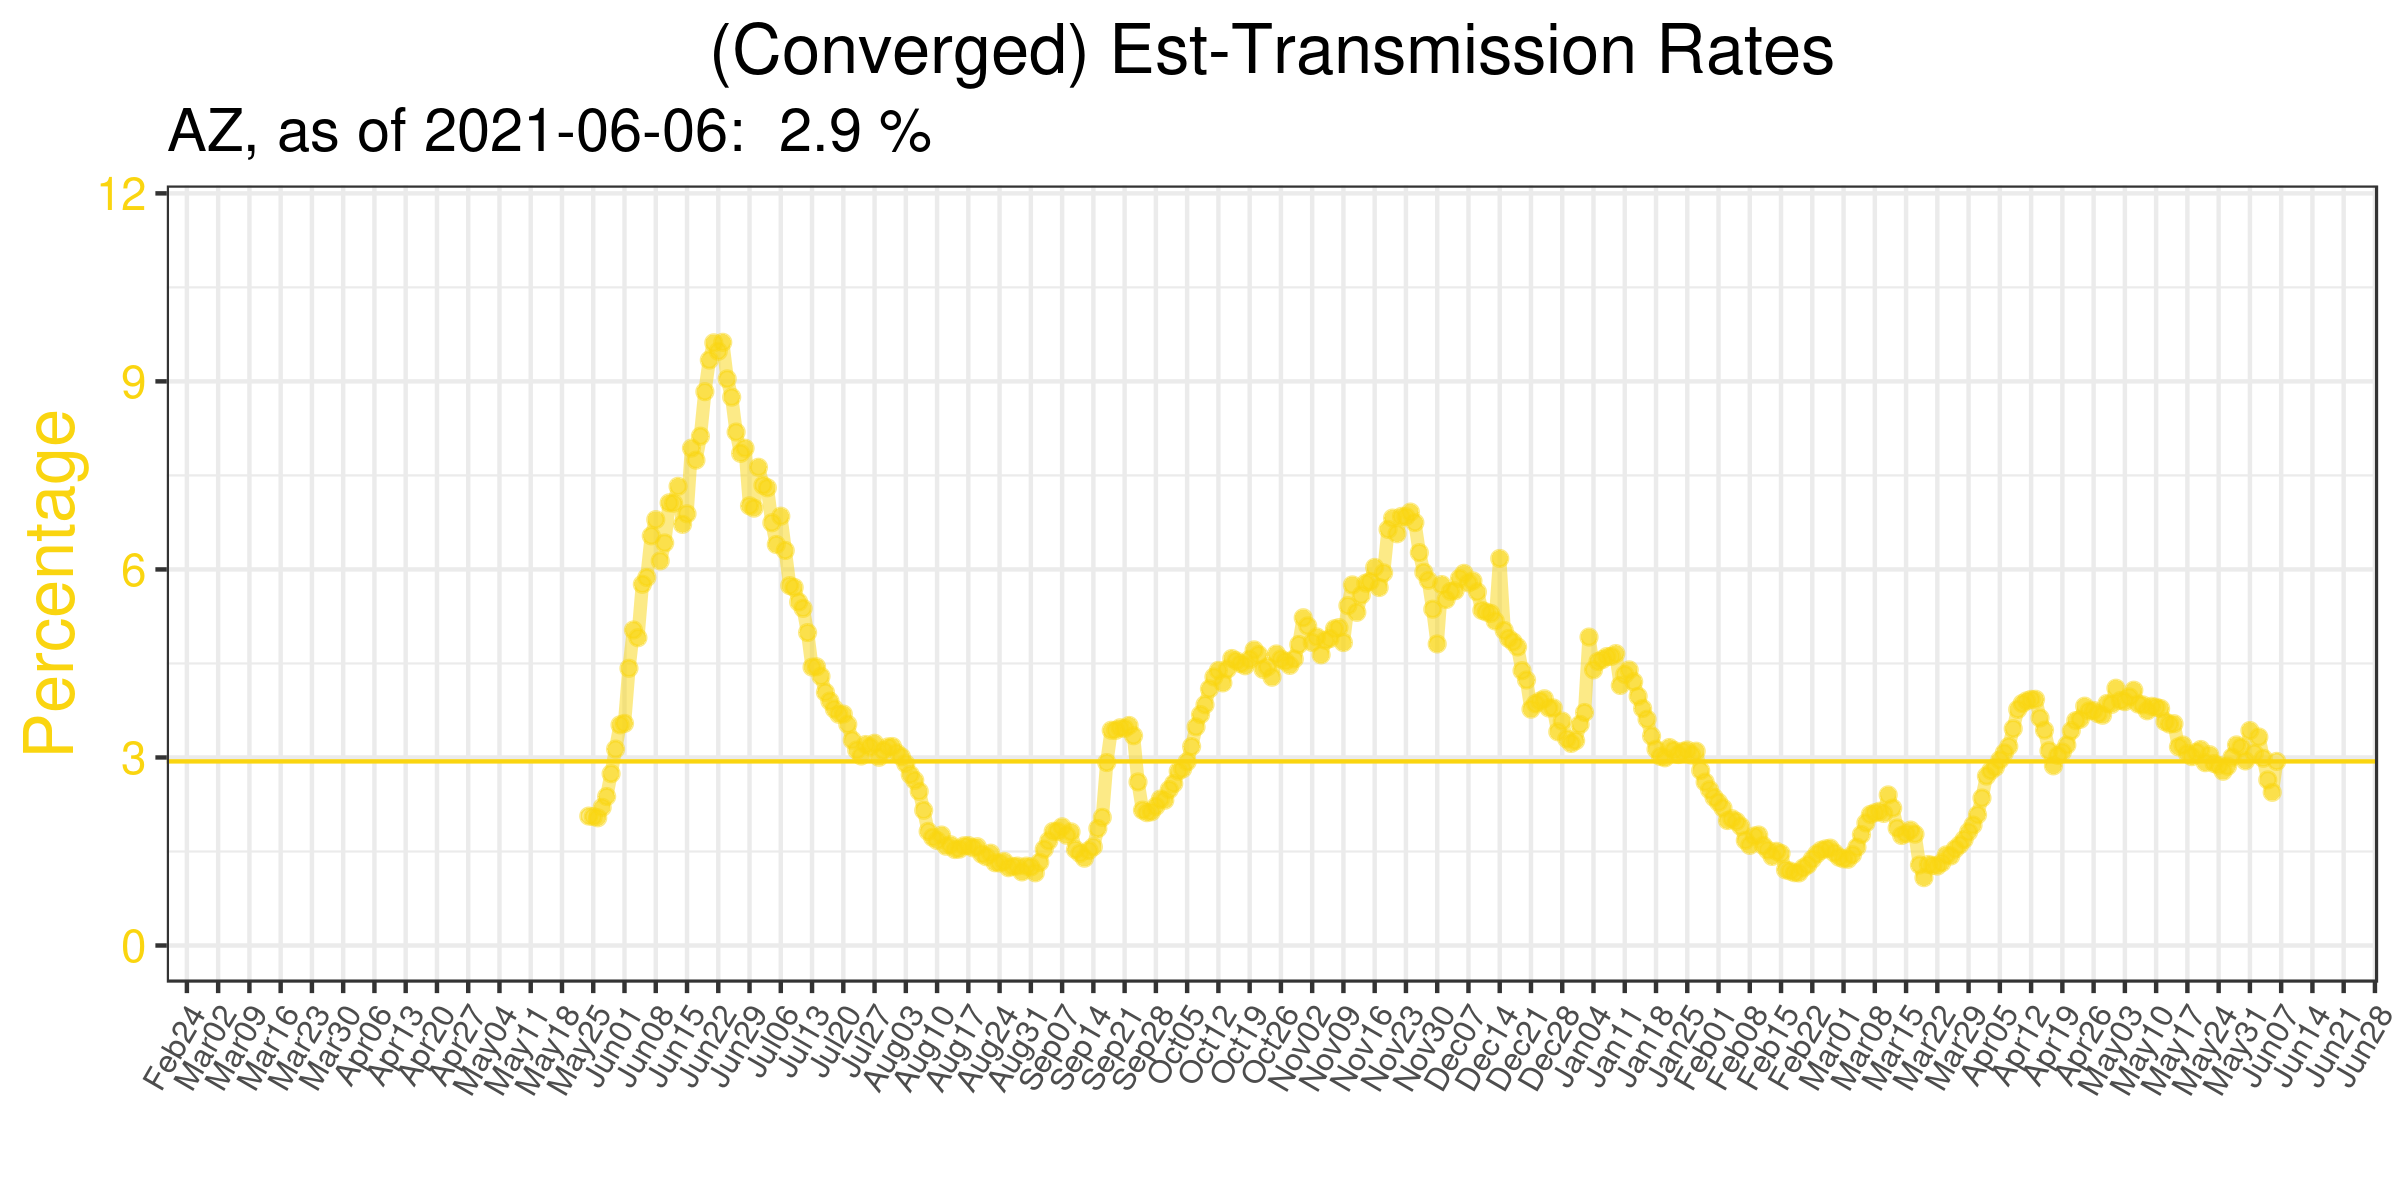 (Converged) Est-Transmission Rates
AZ, as of 2021-06-06:  2.9 %
Percentage
12
9
6
3
0
Feb24
Mar02
Mar09
Mar16
Mar23
Mar30
Apr06
Apr13
Apr20
Apr27
May04
May11
May18
May25
Jun01
Jun08
Jun15
Jun22
Jun29
Jul06
Jul13
Jul20
Jul27
Aug03
Aug10
Aug17
Aug24
Aug31
Sep07
Sep14
Sep21
Sep28
Oct05
Oct12
Oct19
Oct26
Nov02
Nov09
Nov16
Nov23
Nov30
Dec07
Dec14
Dec21
Dec28
Jan04
Jan11
Jan18
Jan25
Feb01
Feb08
Feb15
Feb22
Mar01
Mar08
Mar15
Mar22
Mar29
Apr05
Apr12
Apr19
Apr26
May03
May10
May17
May24
May31
Jun07
Jun14
Jun21
Jun28